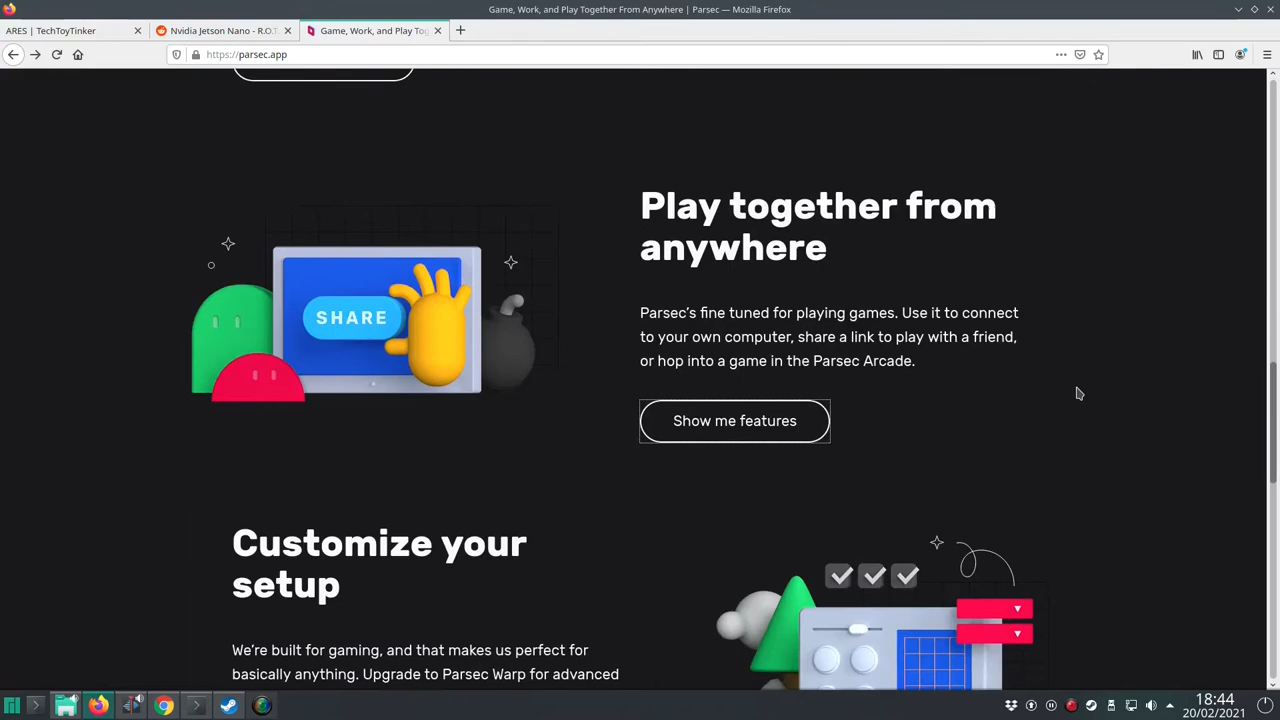 Game, Work, and Play Together From Anywhere | Parsec — Mozilla Firefox
ARES | TechToyTinker
Nvidia Jetson Nano - R.O.T
Game, Work, and Play Tog
https://parsec.app
Play together from
anywhere
SHARE
Parsec's fine tuned for playing games. Use it to connect
to your own computer, share a link to play with a friend,
or hop into a game in the Parsec Arcade.
Show me features
Customize your
setup
We're built for gaming, and that makes us perfect for
basically anything. Upgrade to Parsec Warp for advanced
18:44
20/02/2021